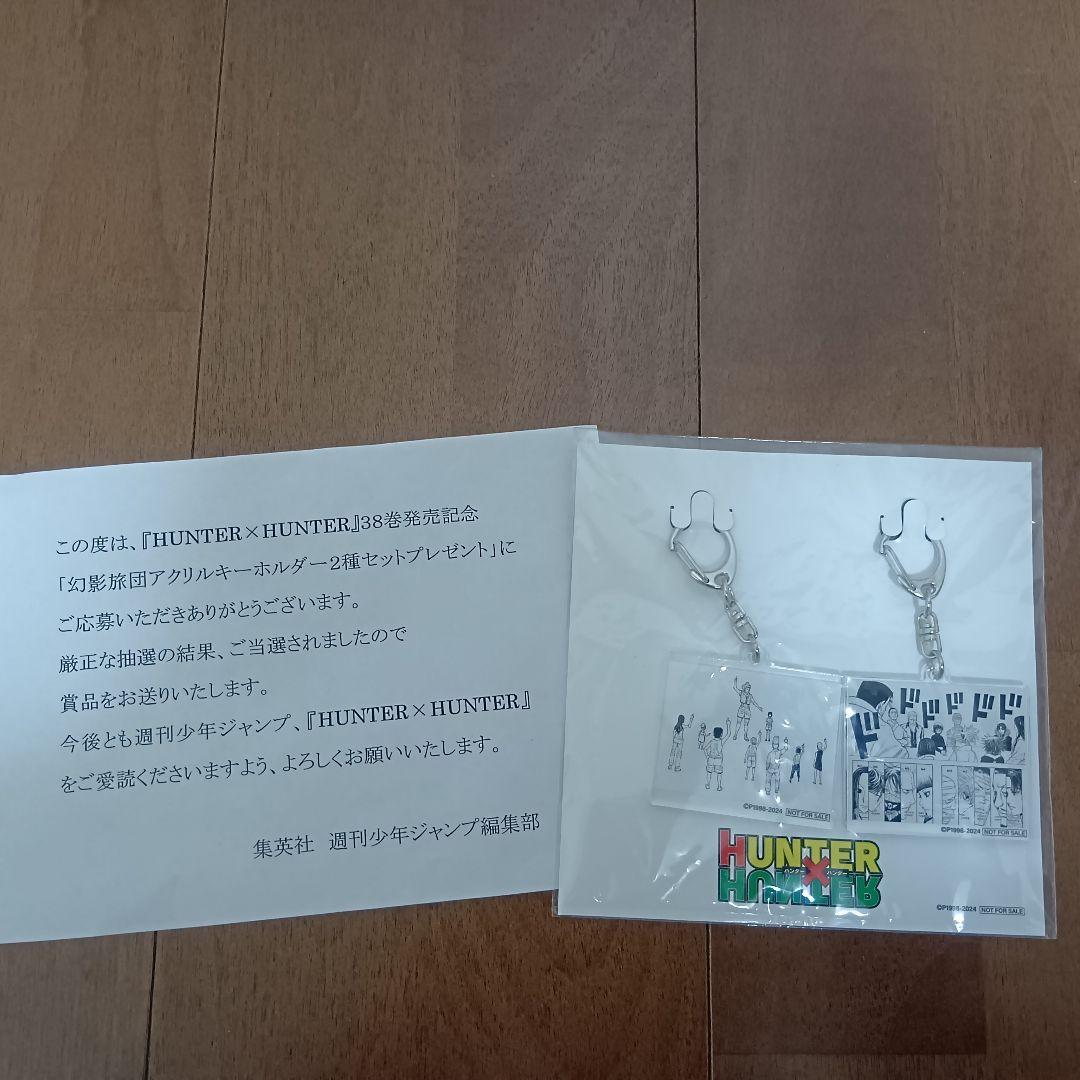 この度は、『HUNTER×HUNTER』38巻発売記念
「幻影旅団アクリルキーホルダー2種セットプレゼント」に
ご応募いただきありがとうございます。
厳正な抽選の結果、ご当選されましたので
賞品をお送りいたします。
今後とも週刊少年ジャンプ、『HUNTER×HUNTER』
をご愛読くださいますよう、よろしくお願いいたします。
集英社 週刊少年ジャンプ編集部
ドドドドドド
©P1998-2024 NOT FOR SALE
©P1998-2024 NOT FOR SALE
HUNTER
ハンター×ハンター
HUNTER
©P1998-2024 NOT FOR SALE